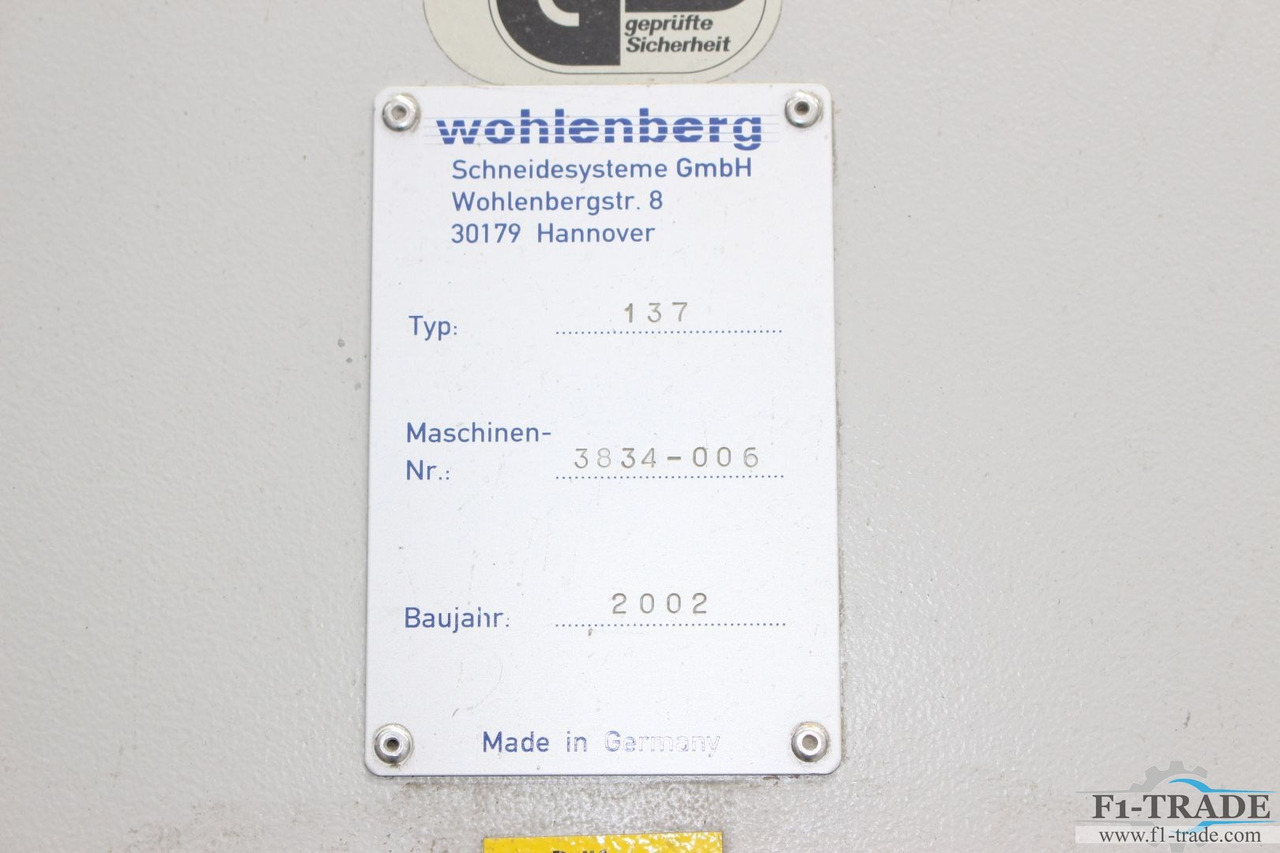 geprüfte
Sicherheit
wohlenberg
Schneidesysteme GmbH
Wohlenbergstr. 8
30179 Hannover
Typ: 137
Maschinen-
Nr.: 3834-006
Baujahr: 2002
Made in Germany
F1-TRADE
www.f1-trade.com